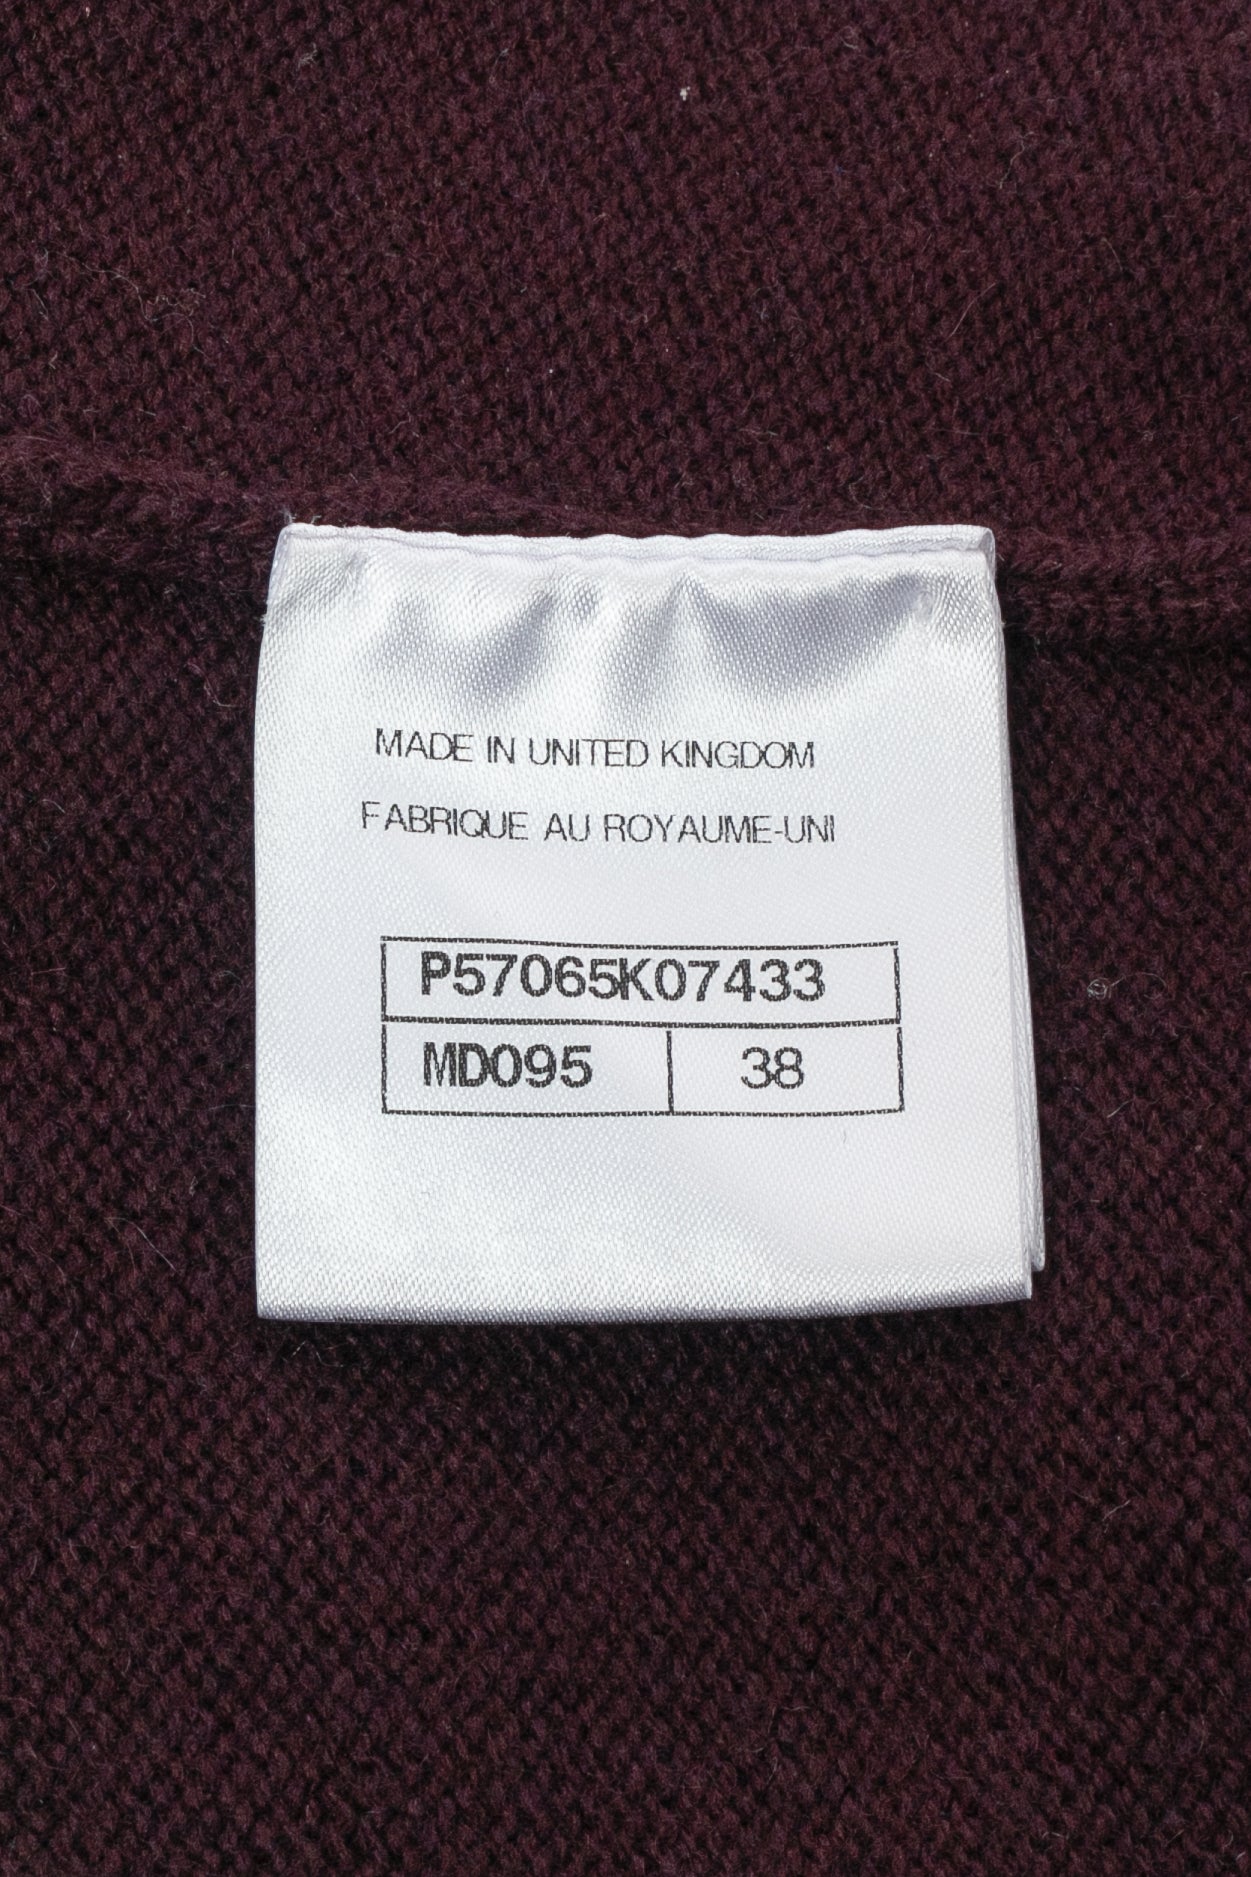 MADE IN UNITED KINGDOM
FABRIQUE AU ROYAUME-UNI
P57065K07433
MD095 38